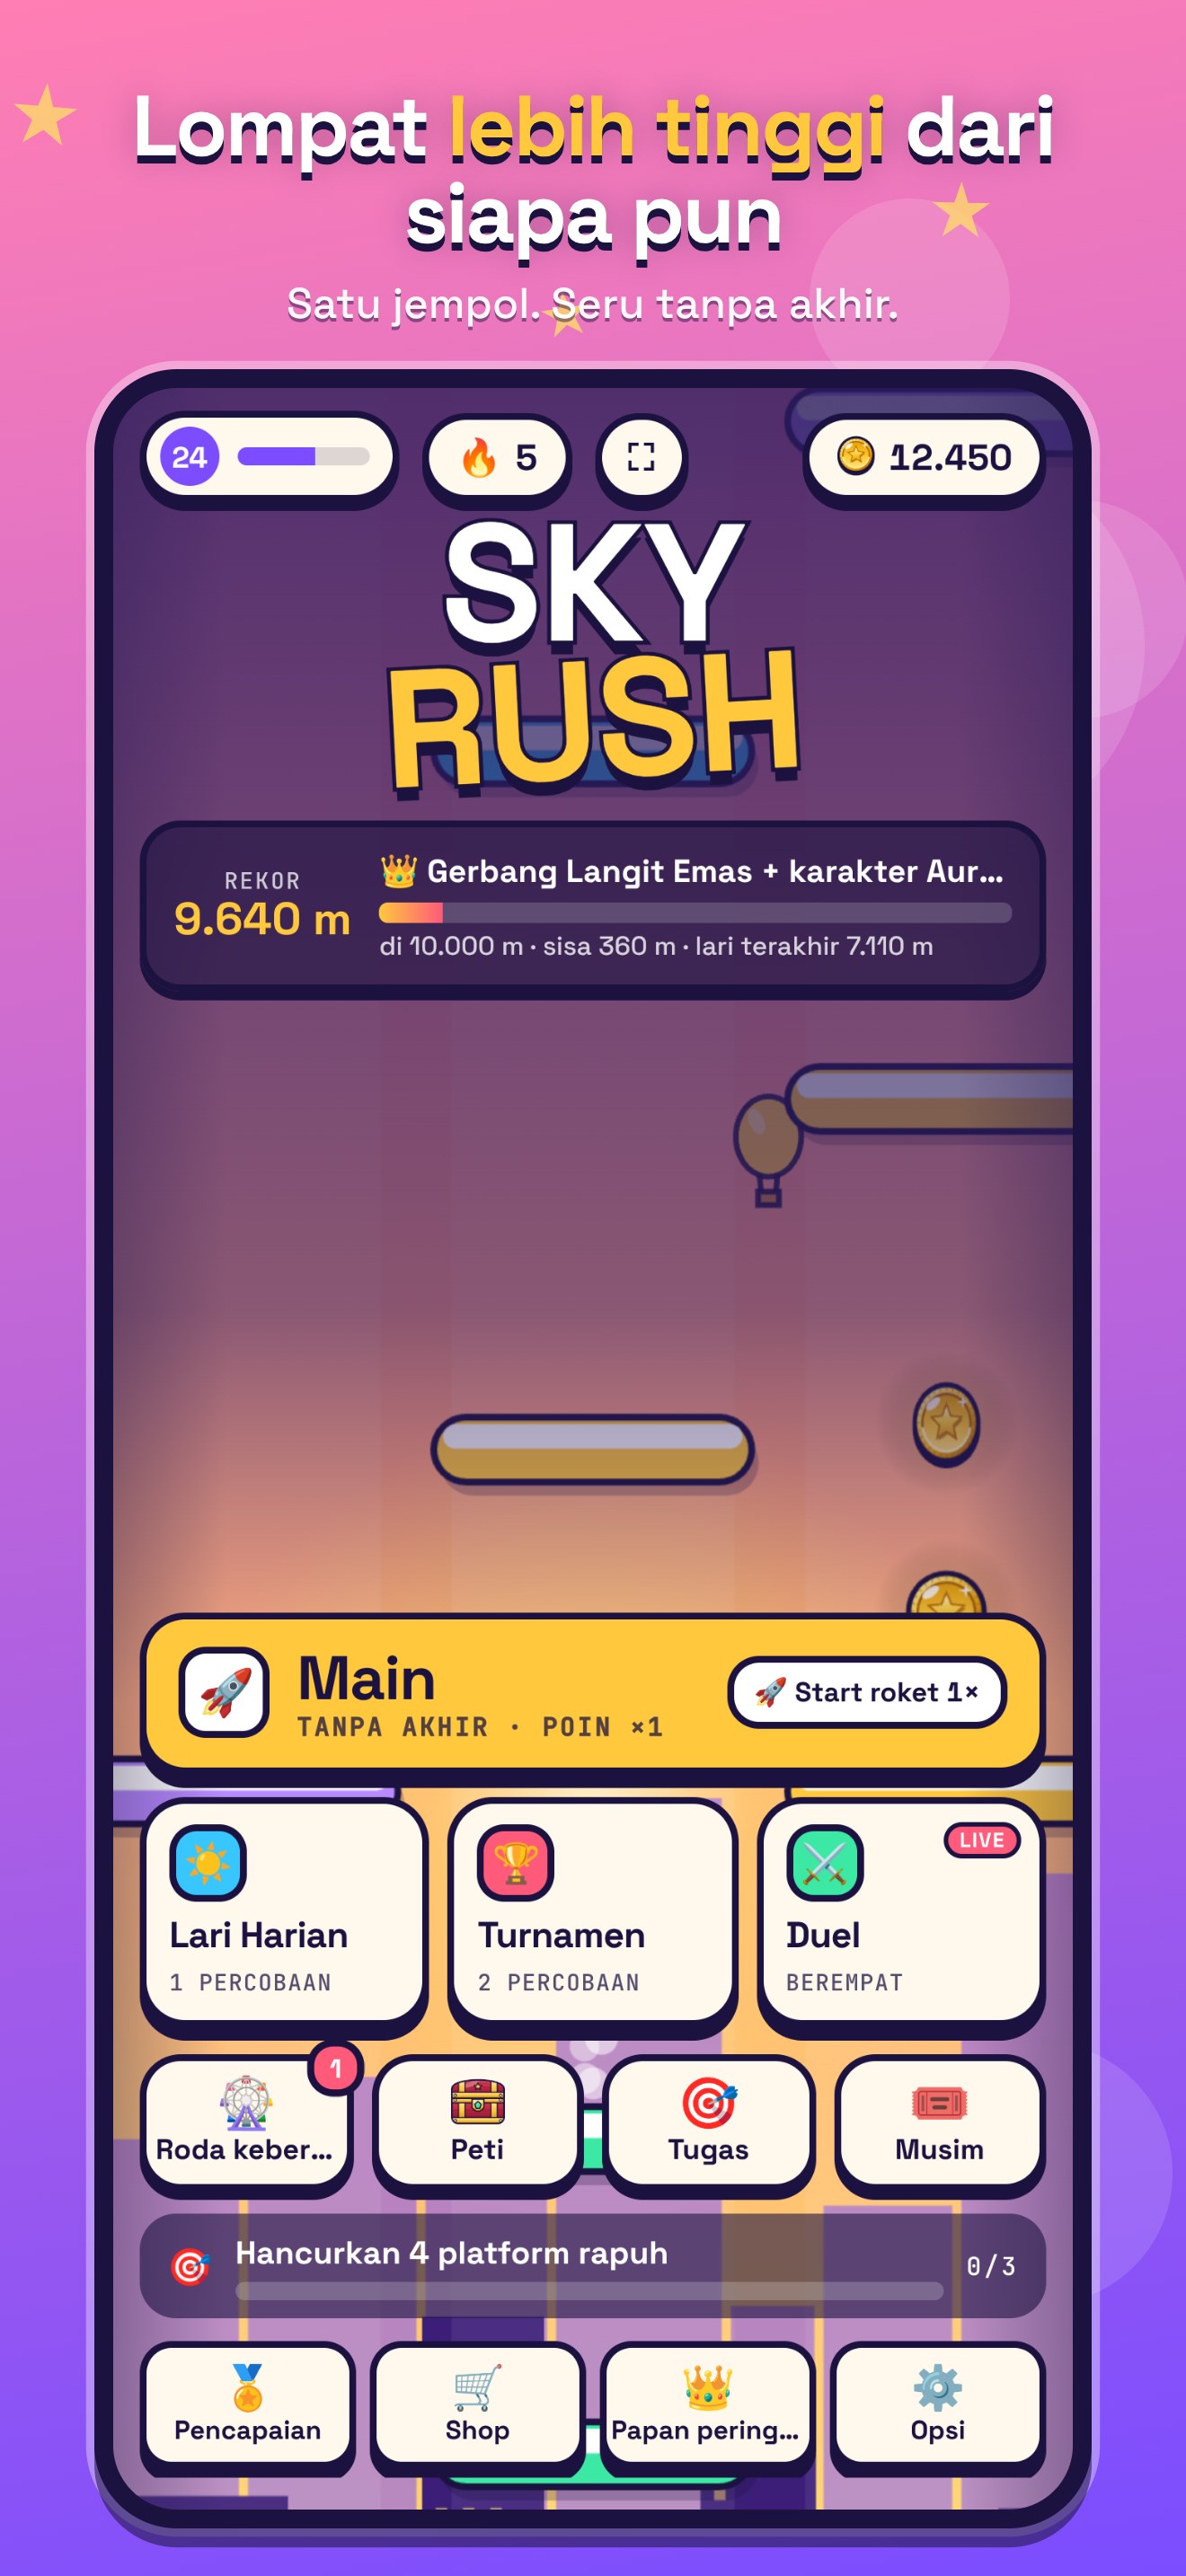 Lompat lebih tinggi dari
siapa pun
Satu jempol. Seru tanpa akhir.
24
5
12.450
SKY
RUSH
REKOR
9.640 m
Gerbang Langit Emas + karakter Aur...
di 10.000 m · sisa 360 m · lari terakhir 7.110 m
Main
TANPA AKHIR · POIN ×1
Start roket 1×
Lari Harian
1 PERCOBAAN
Turnamen
2 PERCOBAAN
LIVE
Duel
BEREMPAT
1
Roda keber...
Peti
Tugas
Musim
Hancurkan 4 platform rapuh
0/3
Pencapaian
Shop
Papan pering...
Opsi